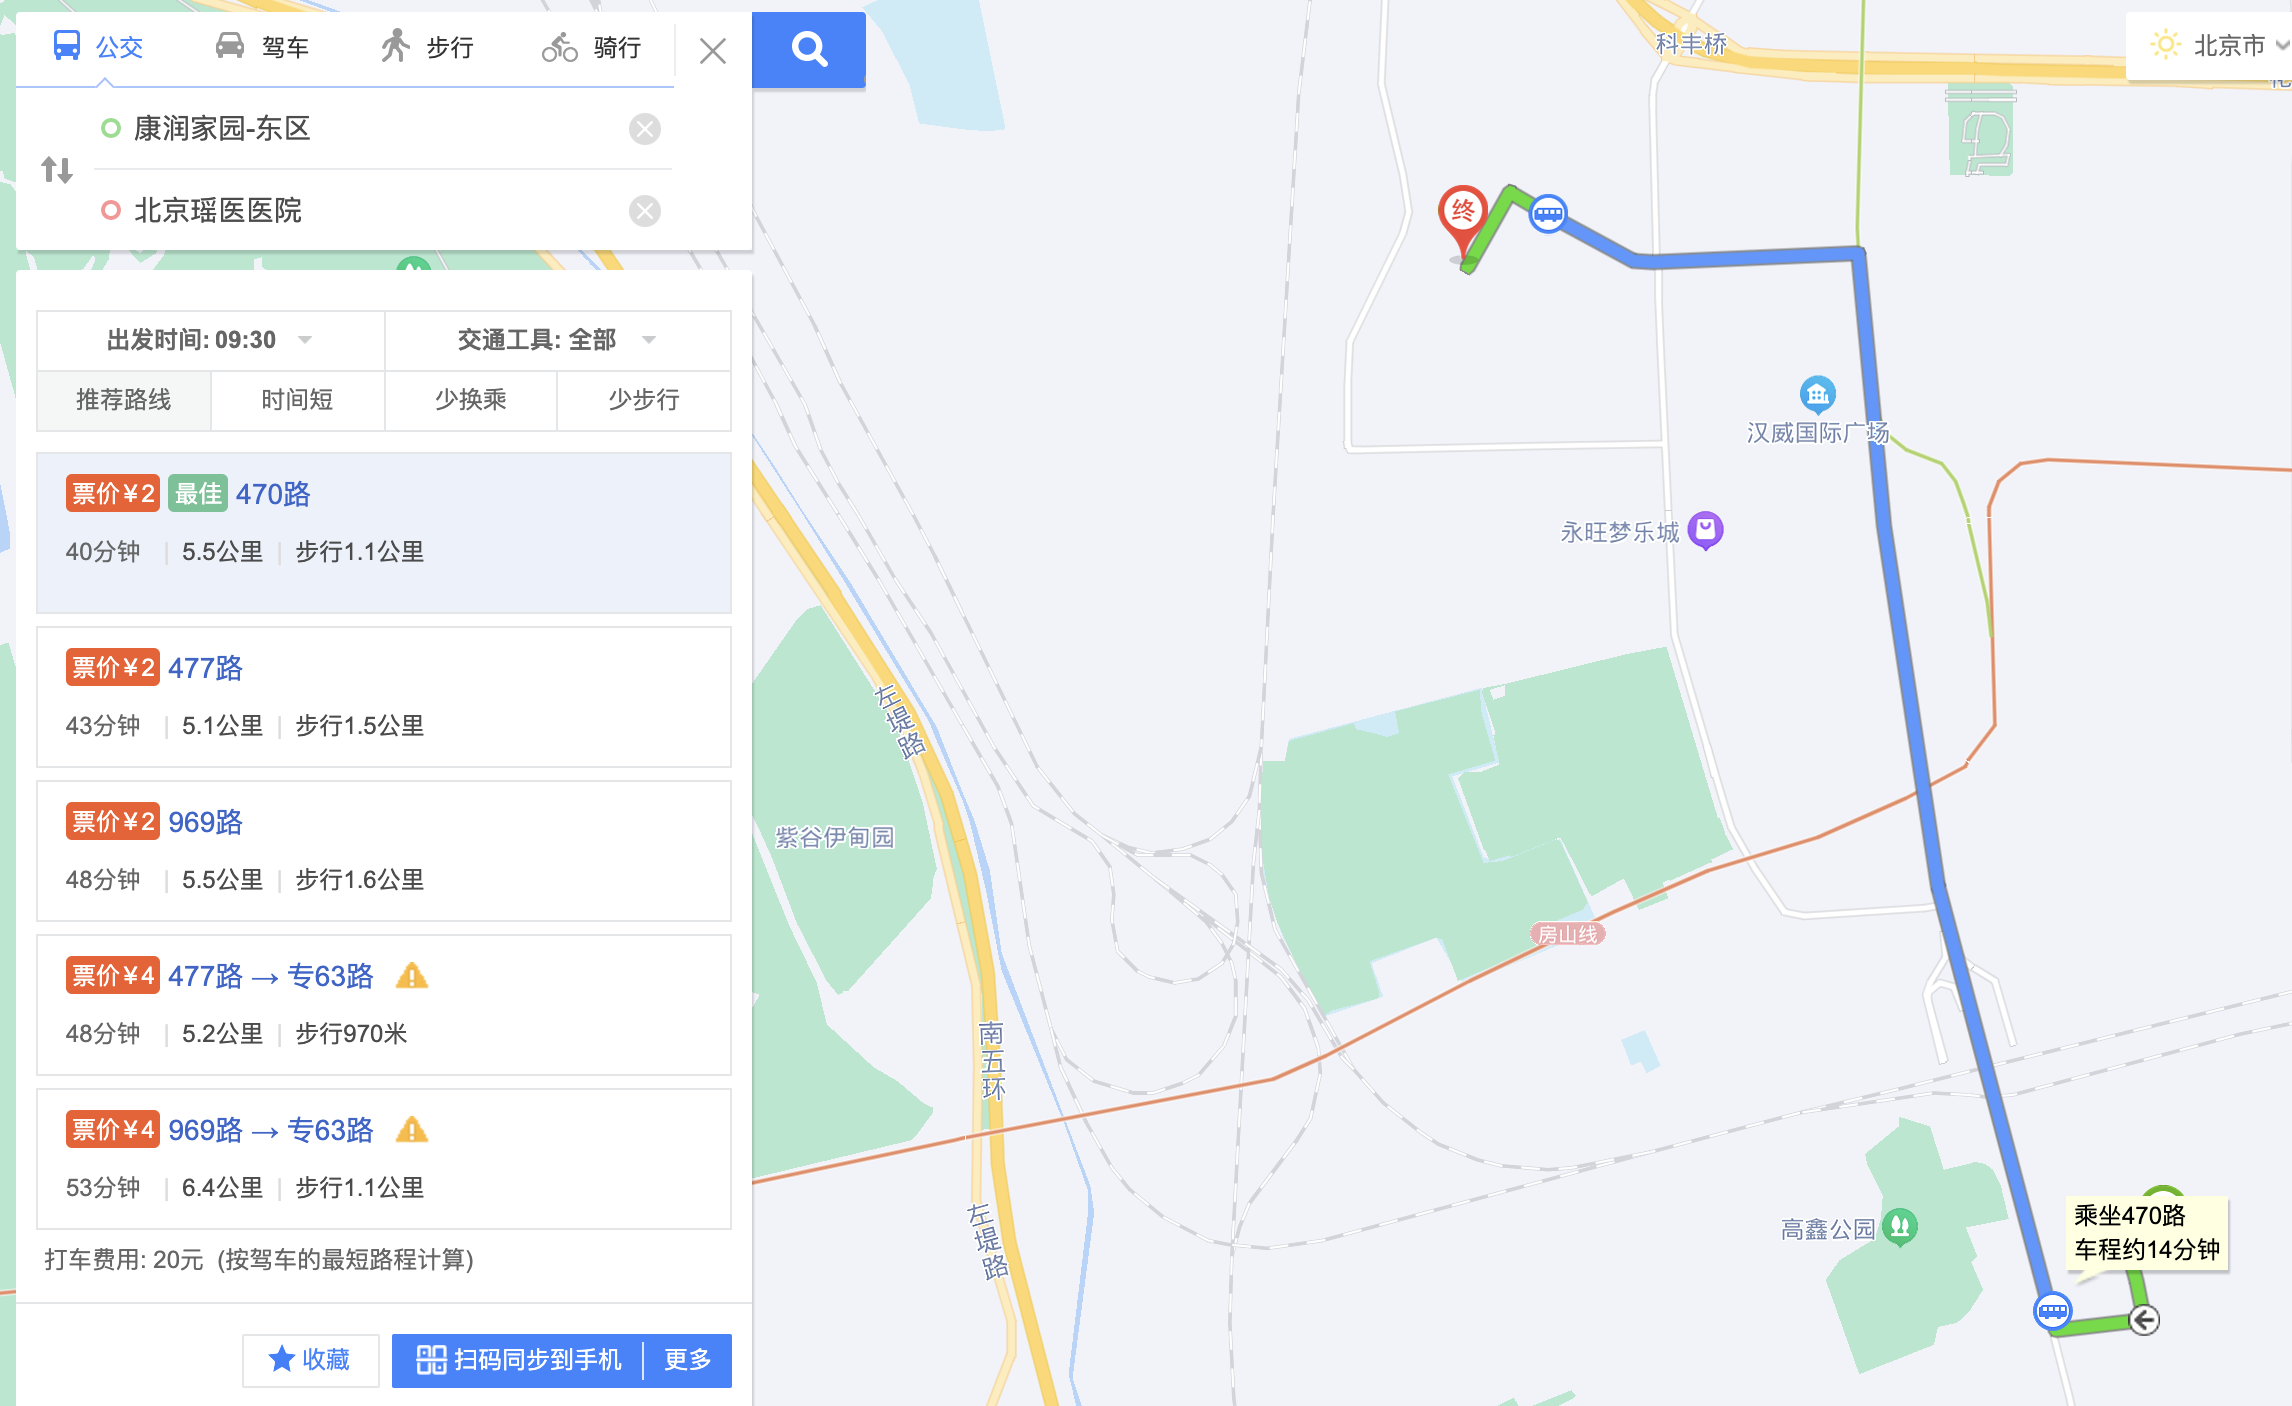 公交
驾车
步行
骑行
康润家园-东区
北京瑶医医院
出发时间: 09:30
交通工具: 全部
推荐路线
时间短
少换乘
少步行
票价¥2 最佳 470路
40分钟 | 5.5公里 | 步行1.1公里
票价¥2 477路
43分钟 | 5.1公里 | 步行1.5公里
票价¥2 969路
48分钟 | 5.5公里 | 步行1.6公里
票价¥4 477路 → 专63路
48分钟 | 5.2公里 | 步行970米
票价¥4 969路 → 专63路
53分钟 | 6.4公里 | 步行1.1公里
打车费用: 20元 (按驾车的最短路程计算)
收藏
扫码同步到手机
更多
北京市
科丰桥
终
汉威国际广场
永旺梦乐城
左堤路
紫谷伊甸园
房山线
南五环
左堤路
高鑫公园
乘坐470路
车程约14分钟